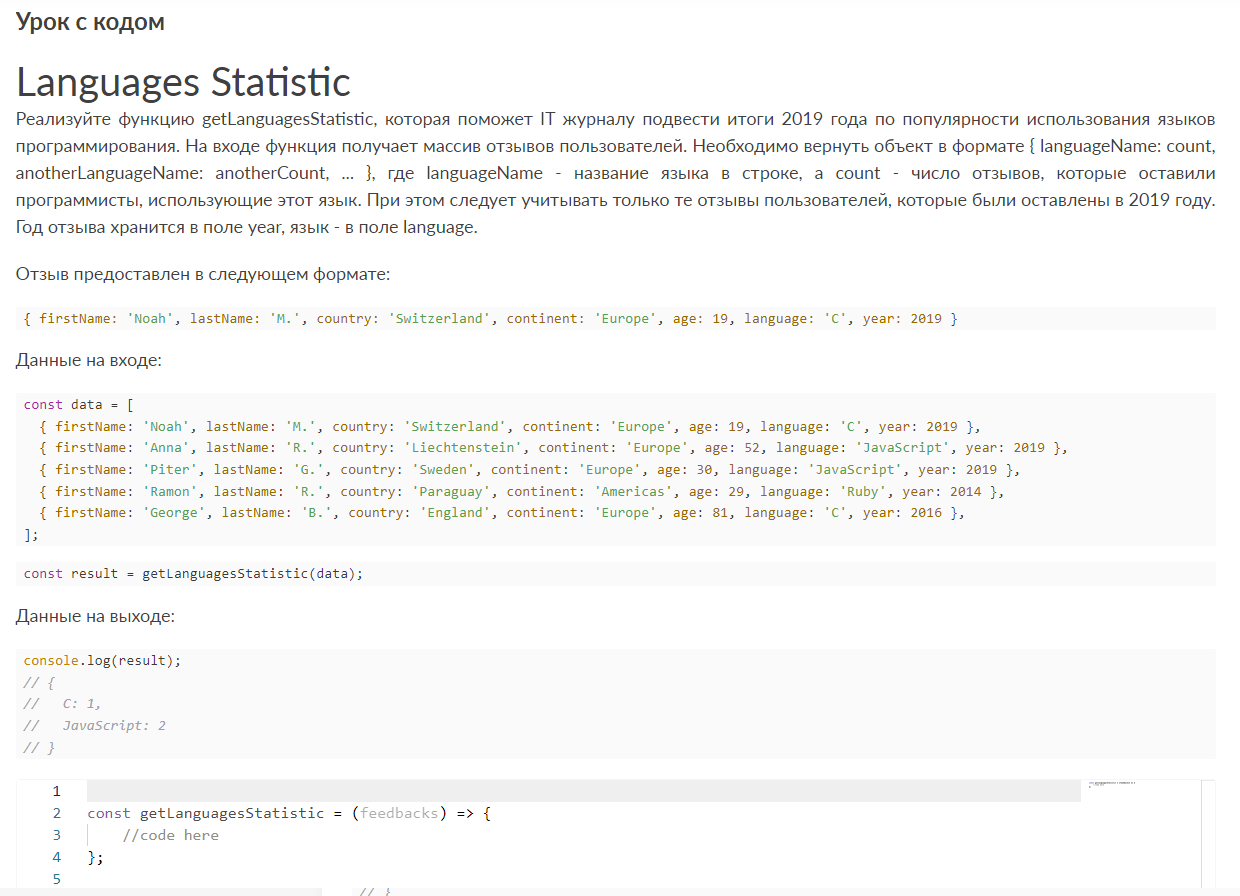 Урок с кодом
Languages Statistic
Реализуйте функцию getLanguagesStatistic, которая поможет IT журналу подвести итоги 2019 года по популярности использования языков
программирования. На входе функция получает массив отзывов пользователей. Необходимо вернуть объект в формате { languageName: count,
anotherLanguageName: anotherCount, ... }, где languageName - название языка в строке, а count - число отзывов, которые оставили
программисты, использующие этот язык. При этом следует учитывать только те отзывы пользователей, которые были оставлены в 2019 году.
Год отзыва хранится в поле year, язык - в поле language.
Отзыв предоставлен в следующем формате:
{ firstName: 'Noah', lastName: 'M.', country: 'Switzerland', continent: 'Europe', age: 19, language: 'C', year: 2019 }
Данные на входе:
const data = [
{ firstName: 'Noah', lastName: 'M.', country: 'Switzerland', continent: 'Europe', age: 19, language: 'C', year: 2019 },
{ firstName: 'Anna', lastName: 'R.', country: 'Liechtenstein', continent: 'Europe', age: 52, language: 'JavaScript', year: 2019 },
{ firstName: 'Piter', lastName: 'G.', country: 'Sweden', continent: 'Europe', age: 30, language: 'JavaScript', year: 2019 },
{ firstName: 'Ramon', lastName: 'R.', country: 'Paraguay', continent: 'Americas', age: 29, language: 'Ruby', year: 2014 },
{ firstName: 'George', lastName: 'B.', country: 'England', continent: 'Europe', age: 81, language: 'C', year: 2016 },
];
const result = getLanguagesStatistic(data);
Данные на выходе:
console.log(result);
// {
//   C: 1,
//   JavaScript: 2
// }
1
2 const getLanguagesStatistic = (feedbacks) => {
3     //code here
4 };
5
// }